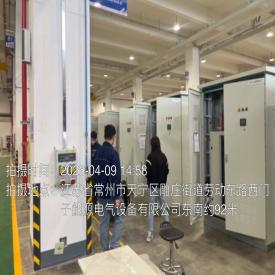 拍摄时间：2023-04-09 14:58
拍摄地点：江苏省常州市天宁区雕庄街道劳动东路西门
子能源电气设备有限公司东南约92米